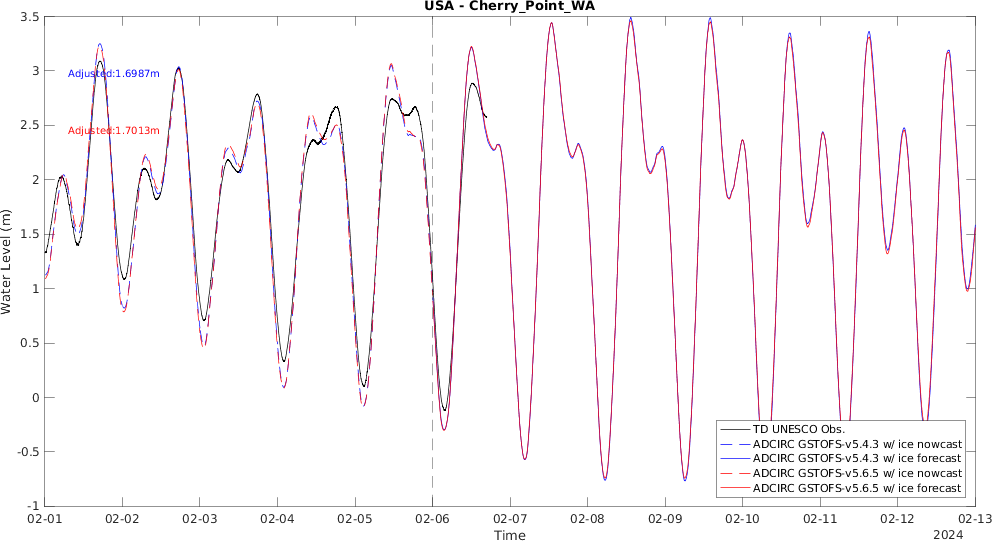 USA - Cherry_Point_WA
3.5
3
2.5
2
1.5
1
0.5
0
-0.5
-1
Water Level (m)
Adjusted:1.6987m
Adjusted:1.7013m
TD UNESCO Obs.
ADCIRC GSTOFS-v5.4.3 w/ ice nowcast
ADCIRC GSTOFS-v5.4.3 w/ ice forecast
ADCIRC GSTOFS-v5.6.5 w/ ice nowcast
ADCIRC GSTOFS-v5.6.5 w/ ice forecast
02-01 02-02 02-03 02-04 02-05 02-06 02-07 02-08 02-09 02-10 02-11 02-12 02-13
Time
2024